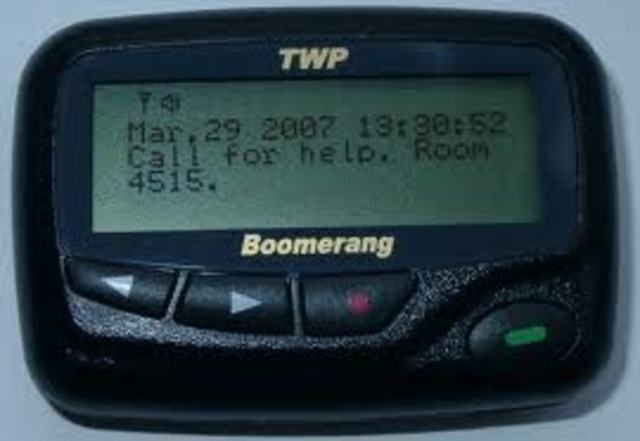 TWP
Mar.29 2007 13:30:52
Call for help. Room
4515.
Boomerang